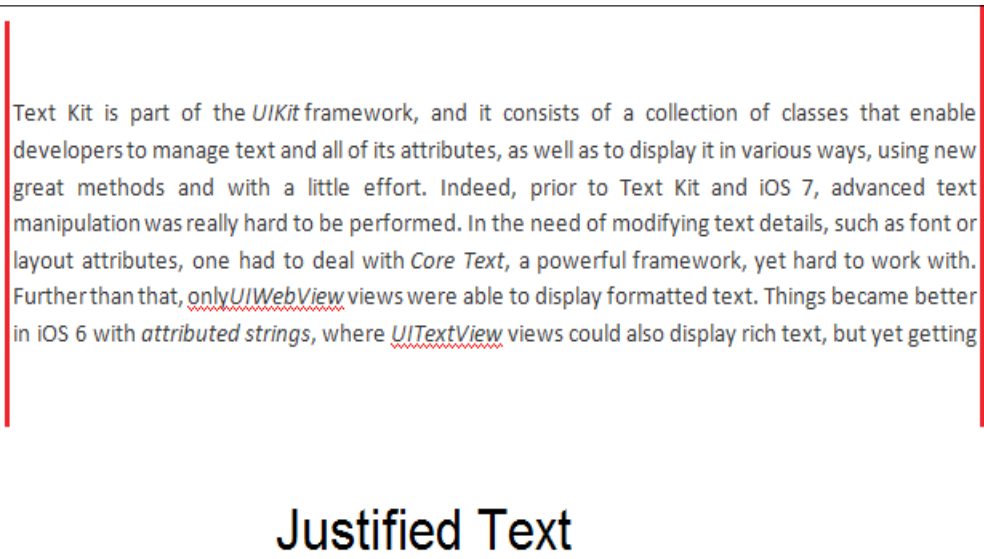 Text Kit is part of the UIKit framework, and it consists of a collection of classes that enable
developers to manage text and all of its attributes, as well as to display it in various ways, using new
great methods and with a little effort. Indeed, prior to Text Kit and iOS 7, advanced text
manipulation was really hard to be performed. In the need of modifying text details, such as font or
layout attributes, one had to deal with Core Text, a powerful framework, yet hard to work with.
Further than that, onlyUIWebView views were able to display formatted text. Things became better
in iOS 6 with attributed strings, where UITextView views could also display rich text, but yet getting
Justified Text